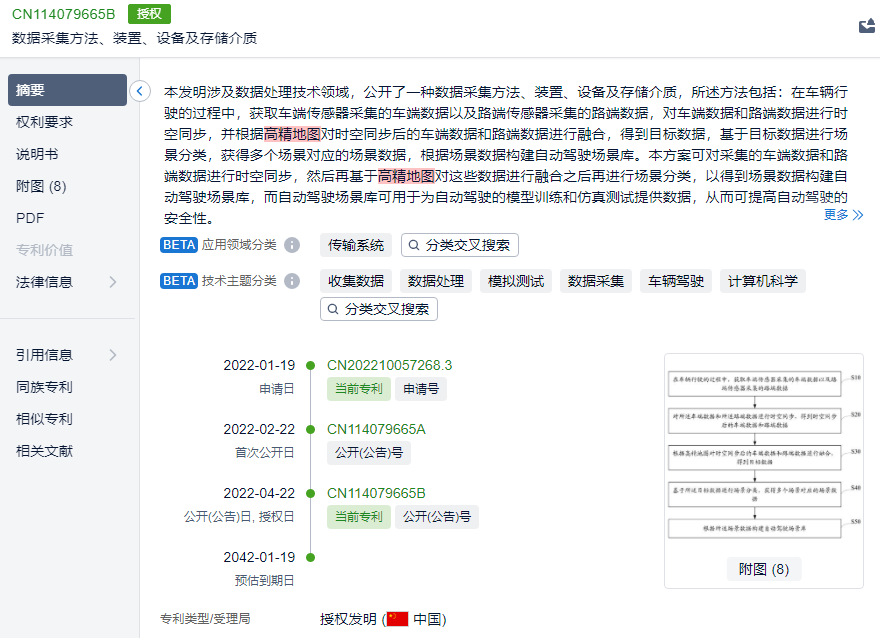 CN114079665B 授权
数据采集方法、装置、设备及存储介质
摘要
权利要求
说明书
附图 (8)
PDF
专利价值
法律信息
引用信息
同族专利
相似专利
相关文献
本发明涉及数据处理技术领域，公开了一种数据采集方法、装置、设备及存储介质，所述方法包括：在车辆行
驶的过程中，获取车端传感器采集的车端数据以及路端传感器采集的路端数据，对车端数据和路端数据进行时
空同步，并根据高精地图对时空同步后的车端数据和路端数据进行融合，得到目标数据，基于目标数据进行场
景分类，获得多个场景对应的场景数据，根据场景数据构建自动驾驶场景库。本方案可对采集的车端数据和路
端数据进行时空同步，然后再基于高精地图对这些数据进行融合之后再进行场景分类，以得到场景数据构建自
动驾驶场景库，而自动驾驶场景库可用于为自动驾驶的模型训练和仿真测试提供数据，从而可提高自动驾驶的
安全性。
更多
BETA 应用领域分类 传输系统 分类交叉搜索
BETA 技术主题分类 收集数据 数据处理 模拟测试 数据采集 车辆驾驶 计算机科学
分类交叉搜索
2022-01-19 CN202210057268.3
申请日 当前专利 申请号
2022-02-22 CN114079665A
首次公开日 公开(公告)号
2022-04-22 CN114079665B
公开(公告)日, 授权日 当前专利 公开(公告)号
2042-01-19
预估到期日
在车辆行驶的过程中，获取车端传感器采集的车端数据以及路 S10
端传感器采集的路端数据
对所述车端数据和所述路端数据进行时空同步，得到时空同步 S20
后的车端数据和路端数据
根据高精地图对时空同步后的车端数据和路端数据进行融合， S30
得到目标数据
基于所述目标数据进行场景分类，获得多个场景对应的场景数 S40
据
根据所述场景数据构建自动驾驶场景库 S50
附图 (8)
专利类型/受理局 授权发明 (中国)